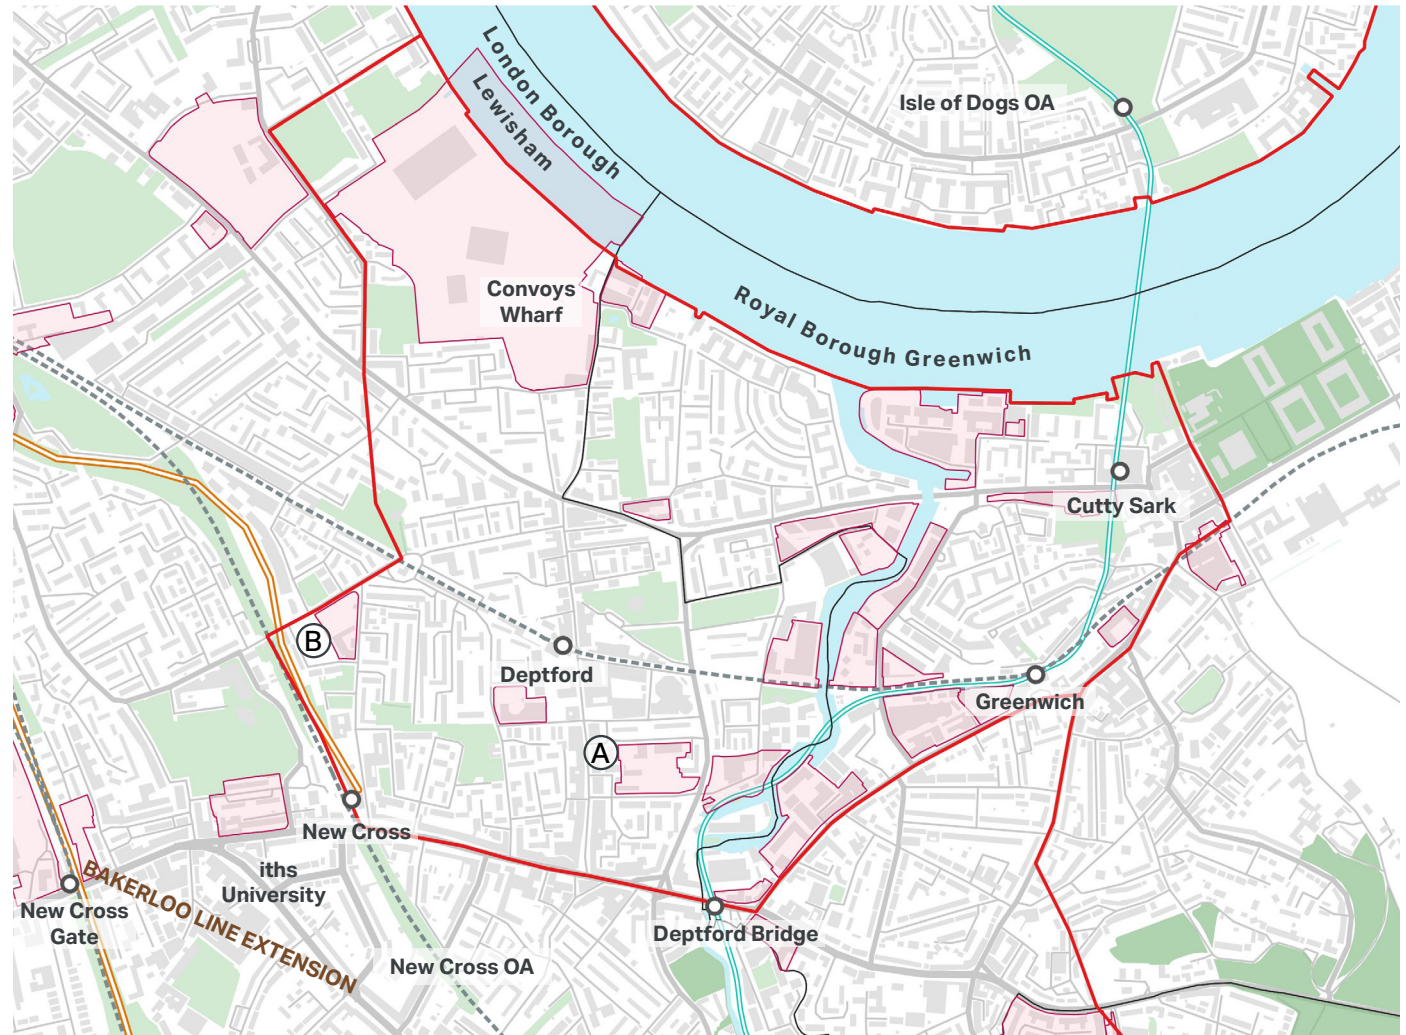 London Borough
Lewisham
Isle of Dogs OA
Convoys
Wharf
Royal Borough Greenwich
Cutty Sark
B
Deptford
Greenwich
A
New Cross
iths
University
BAKERLOO LINE EXTENSION
New Cross
Gate
Deptford Bridge
New Cross OA